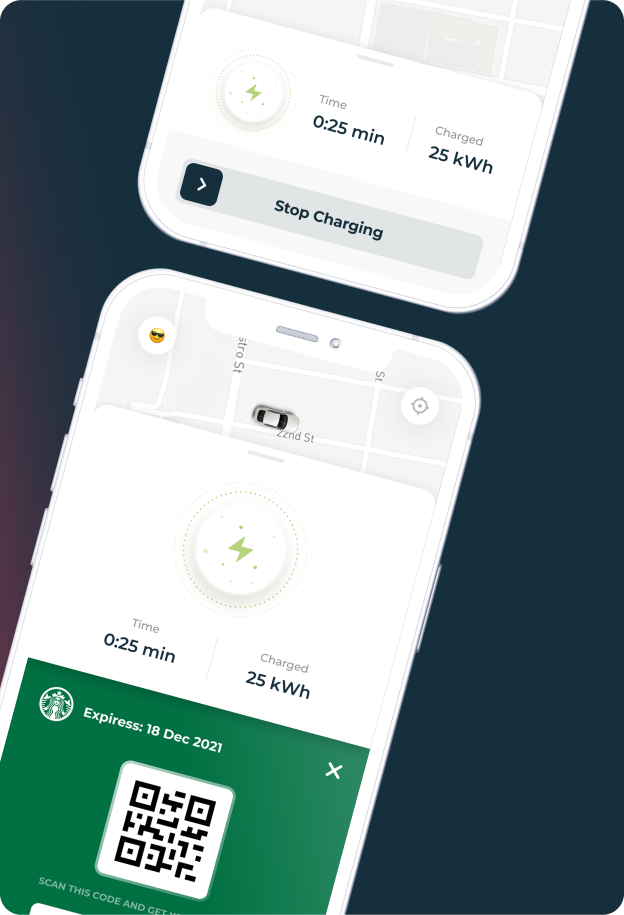 Time
0:25 min
Charged
25 kWh
Stop Charging
stro St
St
22nd St
Time
0:25 min
Charged
25 kWh
Expiress: 18 Dec 2021
SCAN THIS CODE AND GET